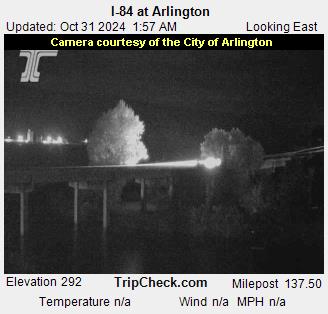 I-84 at Arlington
Updated: Oct 31 2024 1:57 AM Looking East
Camera courtesy of the City of Arlington
Elevation 292 TripCheck.com Milepost 137.50
Temperature n/a Wind n/a MPH n/a